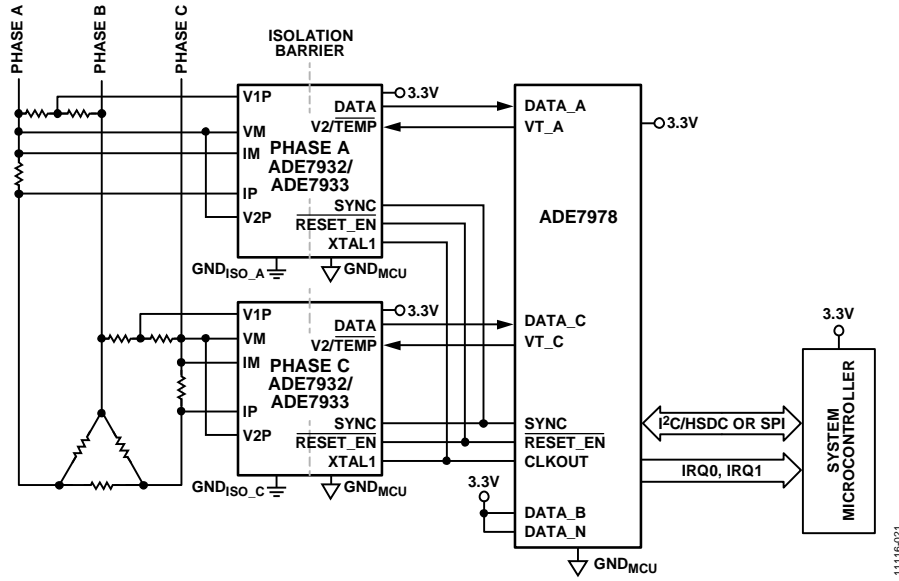 PHASE A
PHASE B
PHASE C
ISOLATION
BARRIER
V1P
VM
IM
IP
V2P
DATA
V2/TEMP
PHASE A
ADE7932/
ADE7933
SYNC
RESET_EN
XTAL1
3.3V
GNDISO_A
GNDMCU
V1P
VM
IM
IP
V2P
DATA
V2/TEMP
PHASE C
ADE7932/
ADE7933
SYNC
RESET_EN
XTAL1
3.3V
GNDISO_C
GNDMCU
DATA_A
VT_A
3.3V
ADE7978
DATA_C
VT_C
SYNC
RESET_EN
CLKOUT
3.3V
DATA_B
DATA_N
GNDMCU
I2C/HSDC OR SPI
IRQ0, IRQ1
3.3V
SYSTEM
MICROCONTROLLER
11116-021